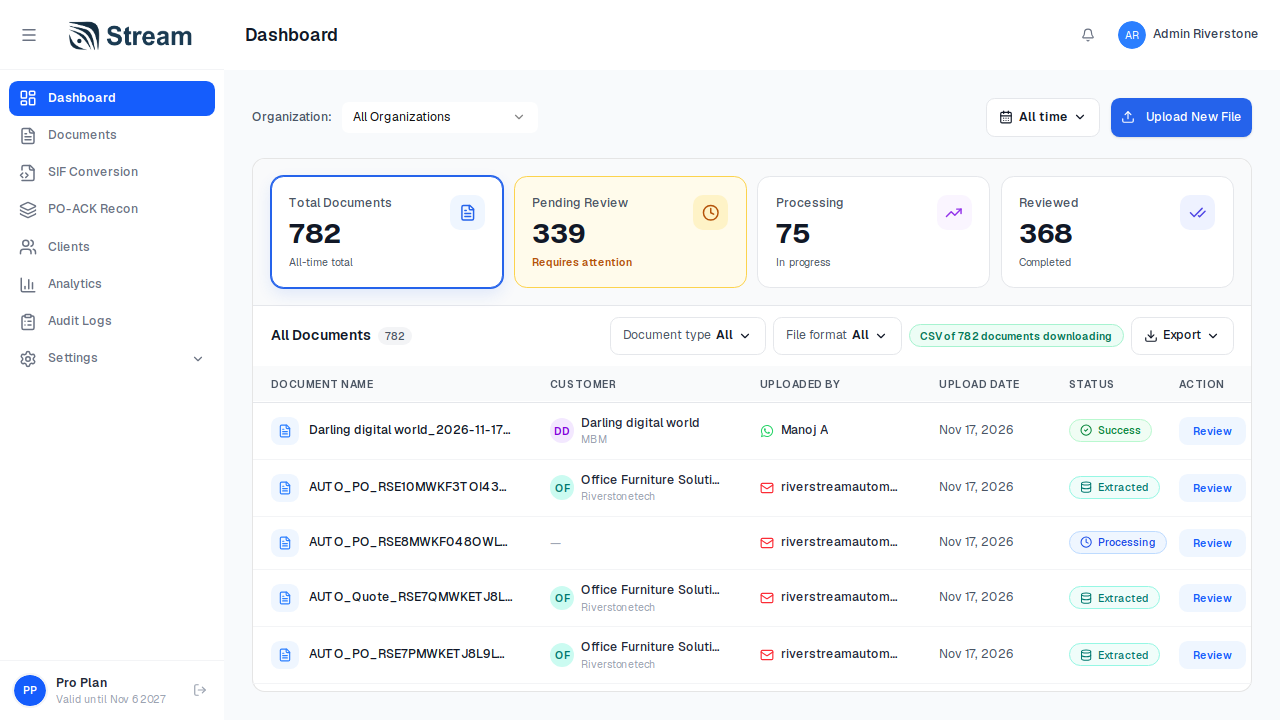 Stream
Dashboard
AR
Admin Riverstone
Dashboard
Documents
SIF Conversion
PO-ACK Recon
Clients
Analytics
Audit Logs
Settings
PP
Pro Plan
Valid until Nov 6 2027
Organization:
All Organizations
All time
Upload New File
Total Documents
782
All-time total
Pending Review
339
Requires attention
Processing
75
In progress
Reviewed
368
Completed
All Documents 782
Document type All
File format All
CSV of 782 documents downloading
Export
DOCUMENT NAME CUSTOMER UPLOADED BY UPLOAD DATE STATUS ACTION
Darling digital world_2026-11-17... DD Darling digital world MBM Manoj A Nov 17, 2026 Success Review
AUTO_PO_RSE10MWKF3TOI43... OF Office Furniture Soluti... Riverstonetech riverstreamautom... Nov 17, 2026 Extracted Review
AUTO_PO_RSE8MWKF048OWL... — riverstreamautom... Nov 17, 2026 Processing Review
AUTO_Quote_RSE7QMWKETJ8L... OF Office Furniture Soluti... Riverstonetech riverstreamautom... Nov 17, 2026 Extracted Review
AUTO_PO_RSE7PMWKETJ8L9L... OF Office Furniture Soluti... Riverstonetech riverstreamautom... Nov 17, 2026 Extracted Review